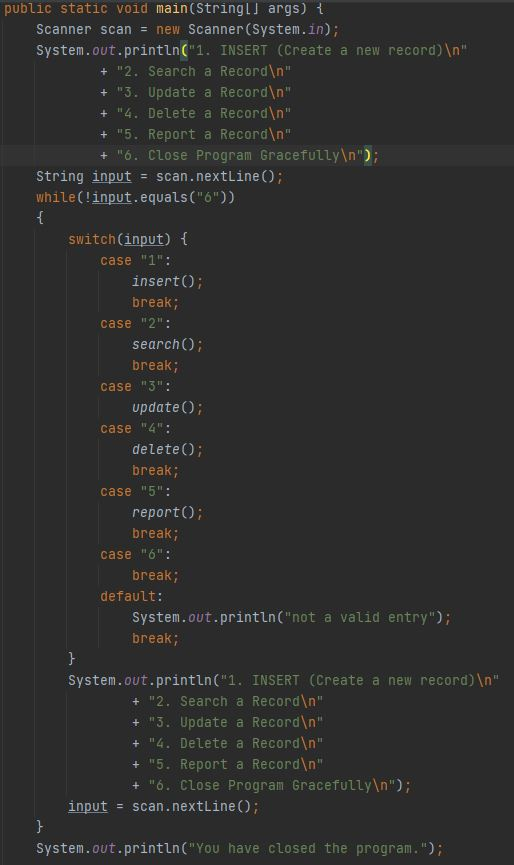 public static void main(String[] args) {
    Scanner scan = new Scanner(System.in);
    System.out.println("1. INSERT (Create a new record)\n"
            + "2. Search a Record\n"
            + "3. Update a Record\n"
            + "4. Delete a Record\n"
            + "5. Report a Record\n"
            + "6. Close Program Gracefully\n");
    String input = scan.nextLine();
    while(!input.equals("6"))
    {
        switch(input) {
            case "1":
                insert();
                break;
            case "2":
                search();
                break;
            case "3":
                update();
            case "4":
                delete();
                break;
            case "5":
                report();
                break;
            case "6":
                break;
            default:
                System.out.println("not a valid entry");
                break;
        }
        System.out.println("1. INSERT (Create a new record)\n"
                + "2. Search a Record\n"
                + "3. Update a Record\n"
                + "4. Delete a Record\n"
                + "5. Report a Record\n"
                + "6. Close Program Gracefully\n");
        input = scan.nextLine();
    }
    System.out.println("You have closed the program.");